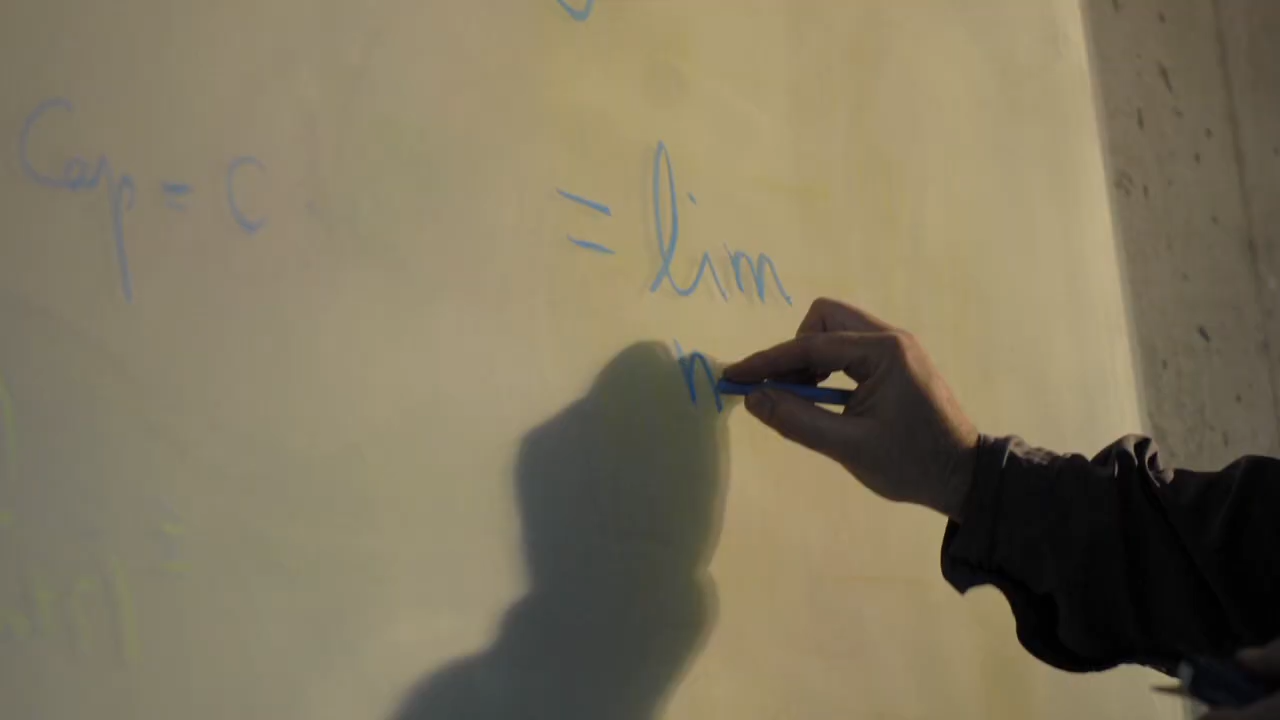 Cap = C
= lim
n